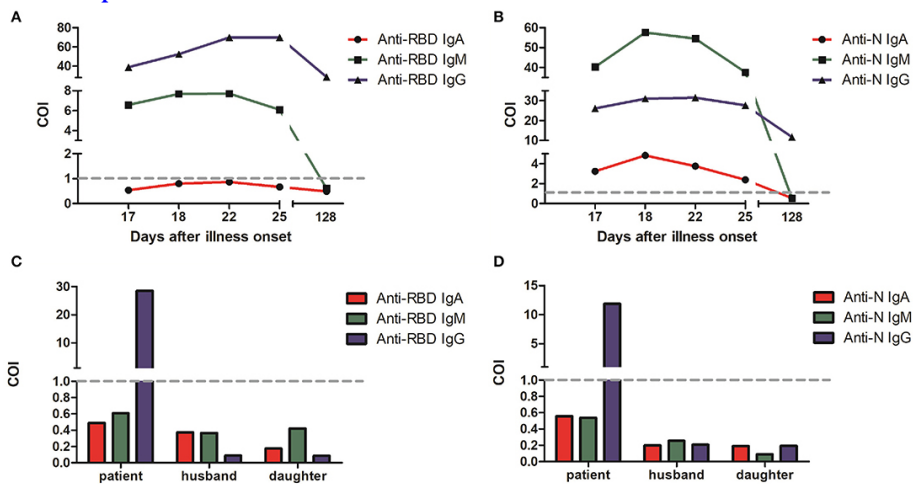 A
80
60
40
8
6
4
2
1
0
COI
17 18 22 25 128
Days after illness onset
Anti-RBD IgA
Anti-RBD IgM
Anti-RBD IgG
B
60
50
40
30
20
10
4
2
0
COI
17 18 22 25 128
Days after illness onset
Anti-N IgA
Anti-N IgM
Anti-N IgG
C
30
20
10
1.0
0.8
0.6
0.4
0.2
0.0
COI
patient husband daughter
Anti-RBD IgA
Anti-RBD IgM
Anti-RBD IgG
D
15
10
5
1.0
0.8
0.6
0.4
0.2
0.0
COI
patient husband daughter
Anti-N IgA
Anti-N IgM
Anti-N IgG